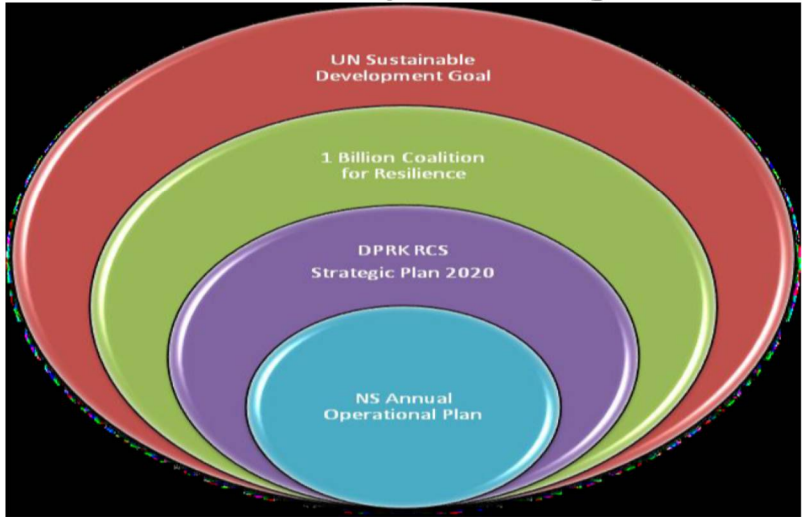 UN Sustainable
Development Goal
1 Billion Coalition
for Resilience
DPRK RCS
Strategic Plan 2020
NS Annual
Operational Plan